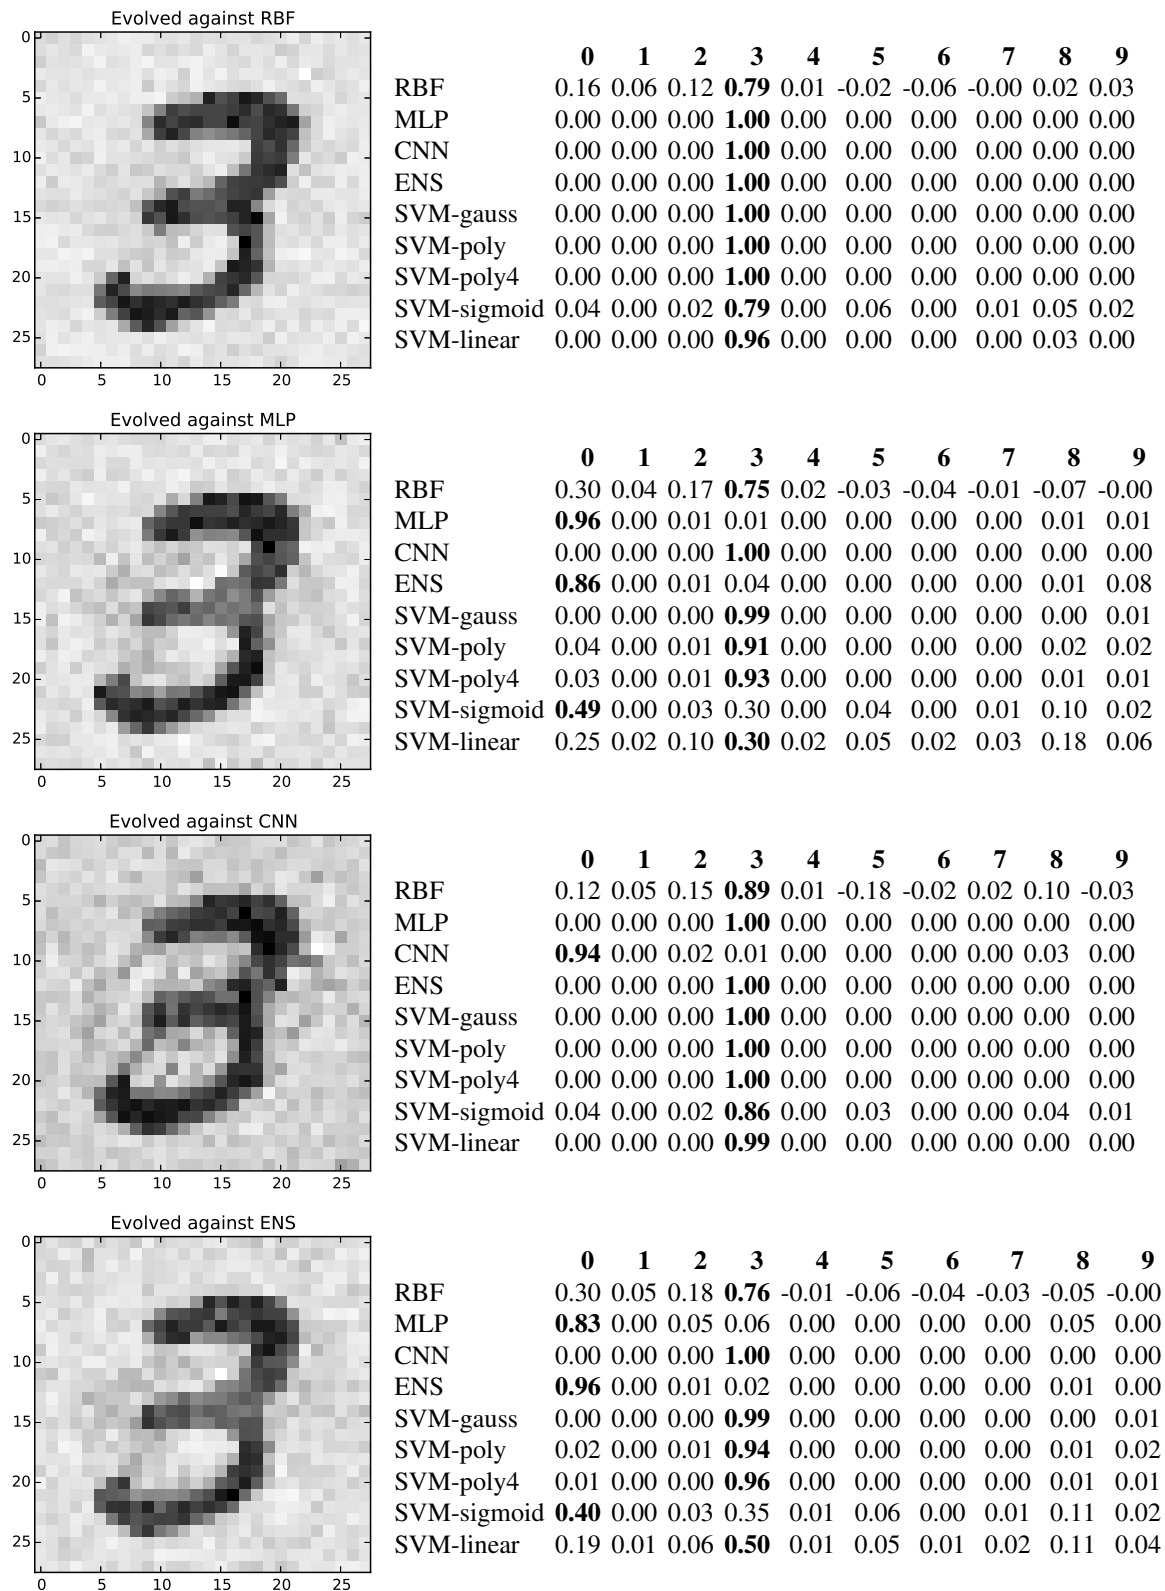 Evolved against RBF
0
5
10
15
20
25
0 5 10 15 20 25
0 1 2 3 4 5 6 7 8 9
RBF 0.16 0.06 0.12 0.79 0.01 -0.02 -0.06 -0.00 0.02 0.03
MLP 0.00 0.00 0.00 1.00 0.00 0.00 0.00 0.00 0.00 0.00
CNN 0.00 0.00 0.00 1.00 0.00 0.00 0.00 0.00 0.00 0.00
ENS 0.00 0.00 0.00 1.00 0.00 0.00 0.00 0.00 0.00 0.00
SVM-gauss 0.00 0.00 0.00 1.00 0.00 0.00 0.00 0.00 0.00 0.00
SVM-poly 0.00 0.00 0.00 1.00 0.00 0.00 0.00 0.00 0.00 0.00
SVM-poly4 0.00 0.00 0.00 1.00 0.00 0.00 0.00 0.00 0.00 0.00
SVM-sigmoid 0.04 0.00 0.02 0.79 0.00 0.06 0.00 0.01 0.05 0.02
SVM-linear 0.00 0.00 0.00 0.96 0.00 0.00 0.00 0.00 0.03 0.00
Evolved against MLP
0
5
10
15
20
25
0 5 10 15 20 25
0 1 2 3 4 5 6 7 8 9
RBF 0.30 0.04 0.17 0.75 0.02 -0.03 -0.04 -0.01 -0.07 -0.00
MLP 0.96 0.00 0.01 0.01 0.00 0.00 0.00 0.00 0.01 0.01
CNN 0.00 0.00 0.00 1.00 0.00 0.00 0.00 0.00 0.00 0.00
ENS 0.86 0.00 0.01 0.04 0.00 0.00 0.00 0.00 0.01 0.08
SVM-gauss 0.00 0.00 0.00 0.99 0.00 0.00 0.00 0.00 0.00 0.01
SVM-poly 0.04 0.00 0.01 0.91 0.00 0.00 0.00 0.00 0.02 0.02
SVM-poly4 0.03 0.00 0.01 0.93 0.00 0.00 0.00 0.00 0.01 0.01
SVM-sigmoid 0.49 0.00 0.03 0.30 0.00 0.04 0.00 0.01 0.10 0.02
SVM-linear 0.25 0.02 0.10 0.30 0.02 0.05 0.02 0.03 0.18 0.06
Evolved against CNN
0
5
10
15
20
25
0 5 10 15 20 25
0 1 2 3 4 5 6 7 8 9
RBF 0.12 0.05 0.15 0.89 0.01 -0.18 -0.02 0.02 0.10 -0.03
MLP 0.00 0.00 0.00 1.00 0.00 0.00 0.00 0.00 0.00 0.00
CNN 0.94 0.00 0.02 0.01 0.00 0.00 0.00 0.00 0.03 0.00
ENS 0.00 0.00 0.00 1.00 0.00 0.00 0.00 0.00 0.00 0.00
SVM-gauss 0.00 0.00 0.00 1.00 0.00 0.00 0.00 0.00 0.00 0.00
SVM-poly 0.00 0.00 0.00 1.00 0.00 0.00 0.00 0.00 0.00 0.00
SVM-poly4 0.00 0.00 0.00 1.00 0.00 0.00 0.00 0.00 0.00 0.00
SVM-sigmoid 0.04 0.00 0.02 0.86 0.00 0.03 0.00 0.00 0.04 0.01
SVM-linear 0.00 0.00 0.00 0.99 0.00 0.00 0.00 0.00 0.00 0.00
Evolved against ENS
0
5
10
15
20
25
0 5 10 15 20 25
0 1 2 3 4 5 6 7 8 9
RBF 0.30 0.05 0.18 0.76 -0.01 -0.06 -0.04 -0.03 -0.05 -0.00
MLP 0.83 0.00 0.05 0.06 0.00 0.00 0.00 0.00 0.05 0.00
CNN 0.00 0.00 0.00 1.00 0.00 0.00 0.00 0.00 0.00 0.00
ENS 0.96 0.00 0.01 0.02 0.00 0.00 0.00 0.00 0.01 0.00
SVM-gauss 0.00 0.00 0.00 0.99 0.00 0.00 0.00 0.00 0.00 0.01
SVM-poly 0.02 0.00 0.01 0.94 0.00 0.00 0.00 0.00 0.01 0.02
SVM-poly4 0.01 0.00 0.00 0.96 0.00 0.00 0.00 0.00 0.01 0.01
SVM-sigmoid 0.40 0.00 0.03 0.35 0.01 0.06 0.00 0.01 0.11 0.02
SVM-linear 0.19 0.01 0.06 0.50 0.01 0.05 0.01 0.02 0.11 0.04